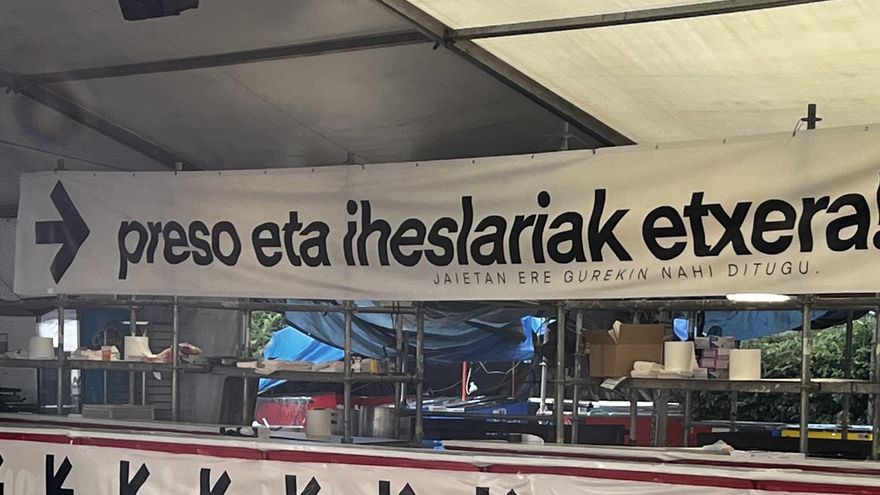 preso eta iheslariak etxera!
JAIETAN ERE GUREKIN NAHI DITUGU.